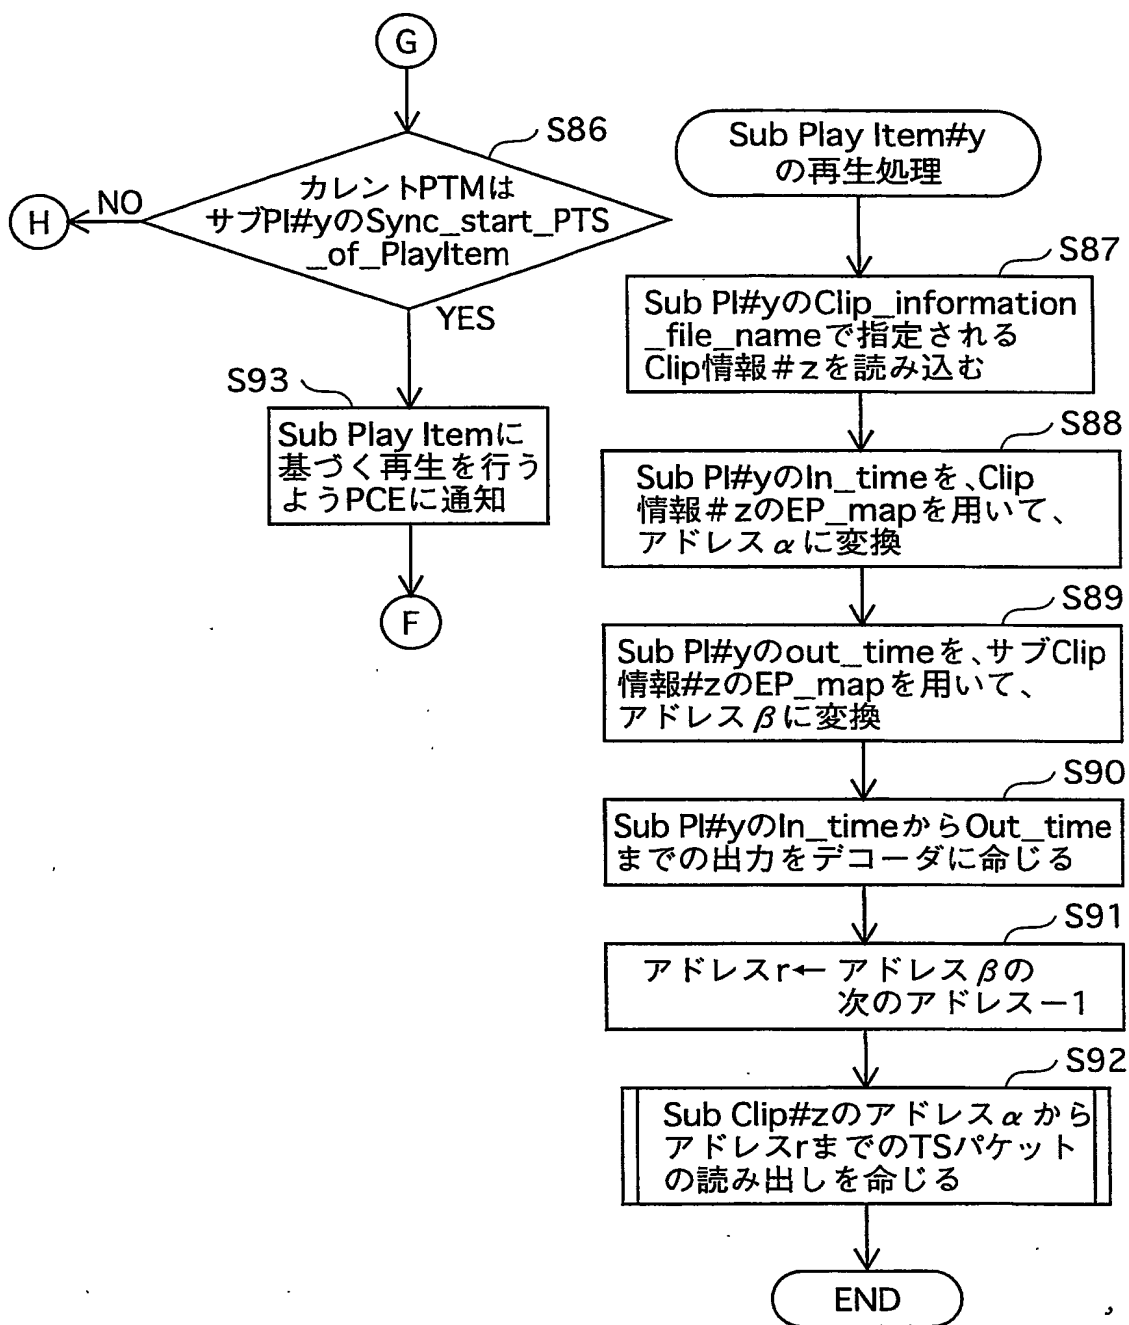 G
S86
カレントPTMは
サブPI#yのSync_start_PTS
_of_PlayItem
NO
H
YES
S93
Sub Play Itemに
基づく再生を行う
ようPCEに通知
F
Sub Play Item#y
の再生処理
S87
Sub PI#yのClip_information
_file_nameで指定される
Clip情報#zを読み込む
S88
Sub PI#yのIn_timeを、Clip
情報#zのEP_mapを用いて、
アドレスαに変換
S89
Sub PI#yのout_timeを、サブClip
情報#zのEP_mapを用いて、
アドレスβに変換
S90
Sub PI#yのIn_timeからOut_time
までの出力をデコーダに命じる
S91
アドレスr← アドレスβの
次のアドレス−1
S92
Sub Clip#zのアドレスαから
アドレスrまでのTSパケット
の読み出しを命じる
END